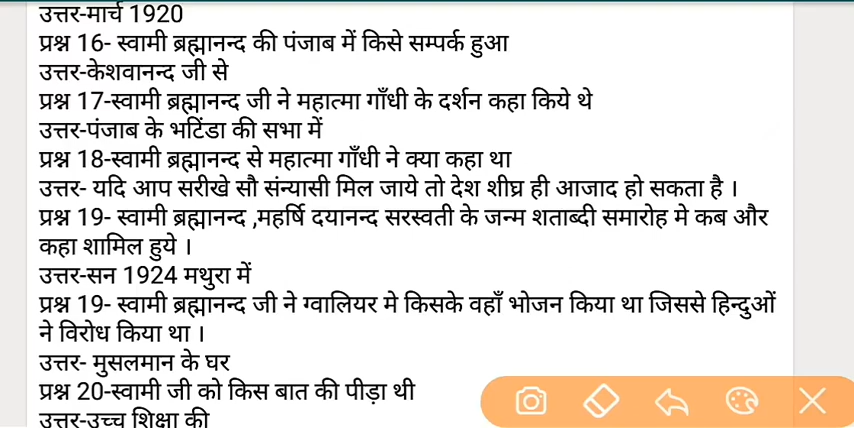 उत्तर-मार्च 1920
प्रश्न 16- स्वामी ब्रह्मानन्द की पंजाब में किसे सम्पर्क हुआ
उत्तर-केशवानन्द जी से
प्रश्न 17-स्वामी ब्रह्मानन्द जी ने महात्मा गाँधी के दर्शन कहा किये थे
उत्तर-पंजाब के भटिंडा की सभा में
प्रश्न 18-स्वामी ब्रह्मानन्द से महात्मा गाँधी ने क्या कहा था
उत्तर- यदि आप सरीखे सौ संन्यासी मिल जाये तो देश शीघ्र ही आजाद हो सकता है ।
प्रश्न 19- स्वामी ब्रह्मानन्द ,महर्षि दयानन्द सरस्वती के जन्म शताब्दी समारोह मे कब और
कहा शामिल हुये ।
उत्तर-सन 1924 मथुरा में
प्रश्न 19- स्वामी ब्रह्मानन्द जी ने ग्वालियर मे किसके वहाँ भोजन किया था जिससे हिन्दुओं
ने विरोध किया था ।
उत्तर- मुसलमान के घर
प्रश्न 20-स्वामी जी को किस बात की पीड़ा थी
उत्तर-उच्च शिक्षा की